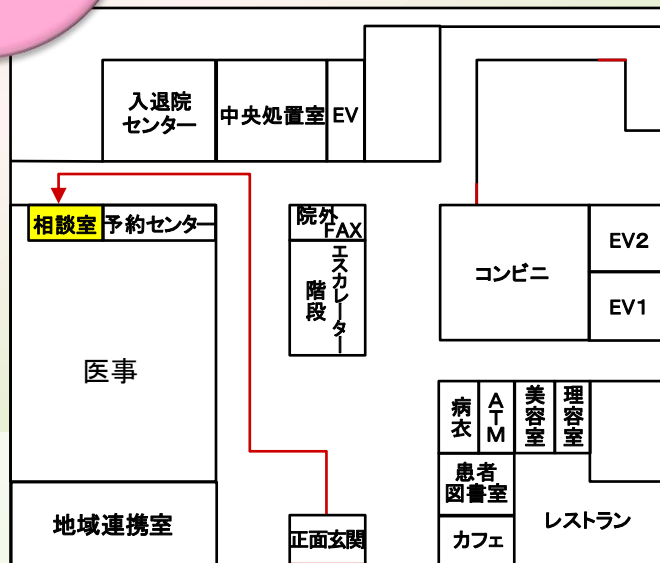 入退院
センター
中央処置室
EV
相談室
予約センター
院外
FAX
エスカレーター
階段
コンビニ
EV2
EV1
医事
病衣
ATM
美容室
理容室
患者
図書室
地域連携室
正面玄関
カフェ
レストラン